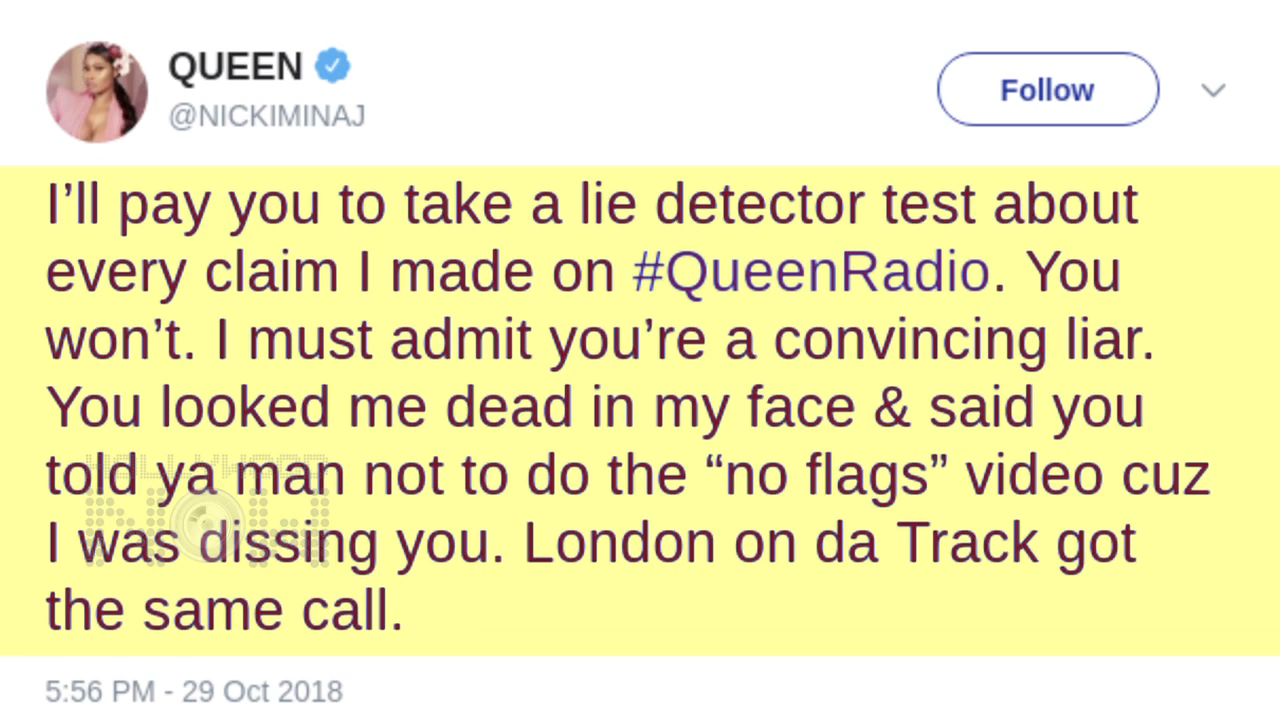 QUEEN
@NICKIMINAJ
Follow
I’ll pay you to take a lie detector test about
every claim I made on #QueenRadio. You
won’t. I must admit you’re a convincing liar.
You looked me dead in my face & said you
told ya man not to do the “no flags” video cuz
I was dissing you. London on da Track got
the same call.
HOLLYWOOD
NOW
5:56 PM - 29 Oct 2018